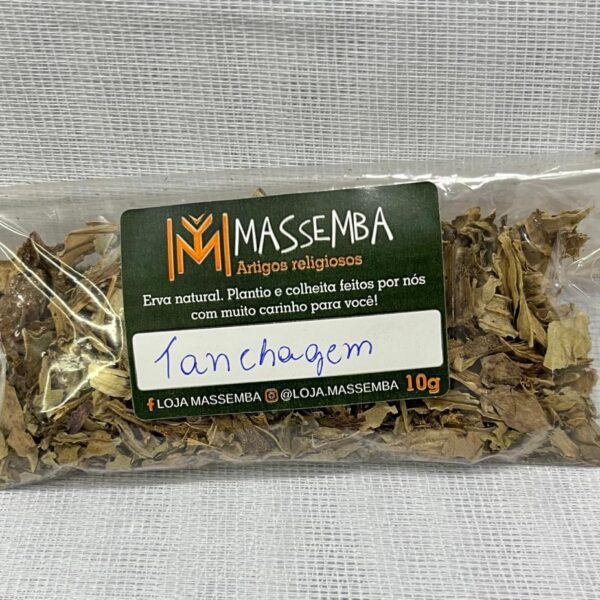 MASSEMBA
Artigos religiosos
Erva natural. Plantio e colheita feitos por nós
com muito carinho para você!
Tanchagem
LOJA MASSEMBA @LOJA.MASSEMBA 10g